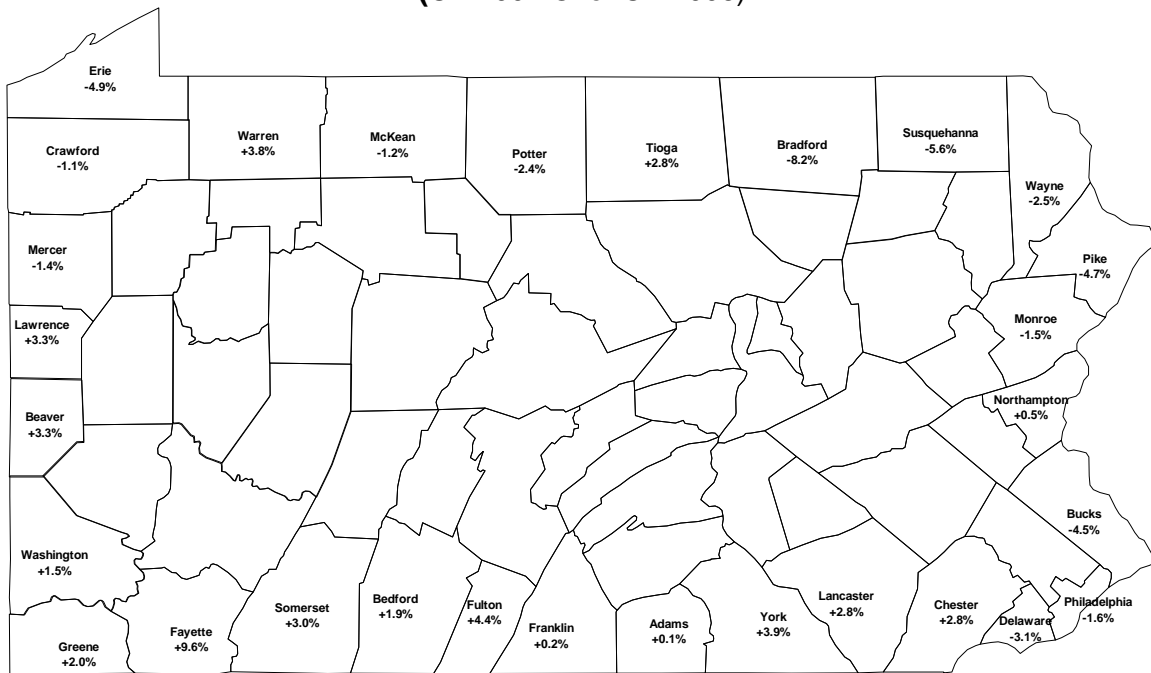 Erie
-4.9%
Crawford
-1.1%
Warren
+3.8%
McKean
-1.2%
Potter
-2.4%
Tioga
+2.8%
Bradford
-8.2%
Susquehanna
-5.6%
Wayne
-2.5%
Mercer
-1.4%
Pike
-4.7%
Lawrence
+3.3%
Monroe
-1.5%
Beaver
+3.3%
Northampton
+0.5%
Bucks
-4.5%
Washington
+1.5%
Greene
+2.0%
Fayette
+9.6%
Somerset
+3.0%
Bedford
+1.9%
Fulton
+4.4%
Franklin
+0.2%
Adams
+0.1%
York
+3.9%
Lancaster
+2.8%
Chester
+2.8%
Delaware
-3.1%
Philadelphia
-1.6%